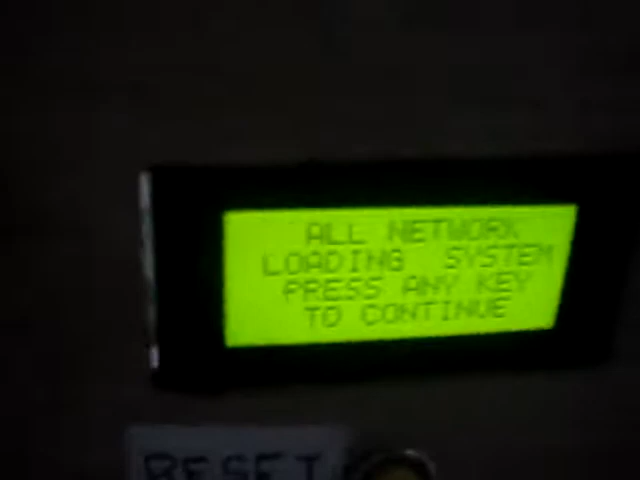 ALL NETWORK
LOADING SYSTEM
PRESS ANY KEY
TO CONTINUE
RESET